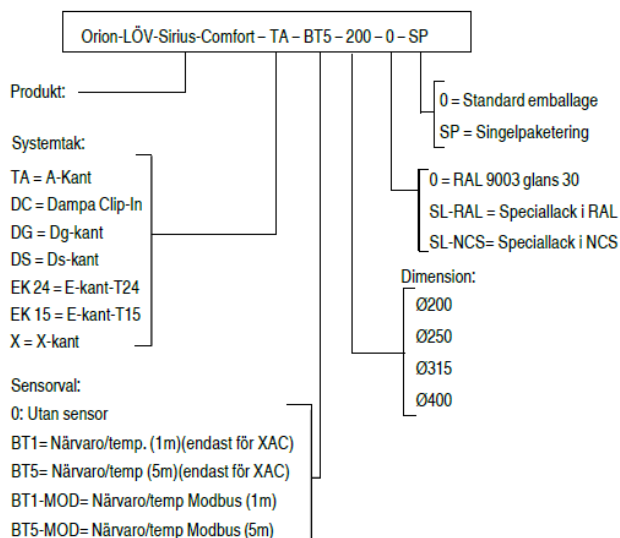 Orion-LÖV-Sirius-Comfort – TA – BT5 – 200 – 0 – SP
Produkt:
0 = Standard emballage
SP = Singelpaketering
Systemtak:
TA = A-Kant
DC = Dampa Clip-In
DG = Dg-kant
DS = Ds-kant
EK 24 = E-kant-T24
EK 15 = E-kant-T15
X = X-kant
0 = RAL 9003 glans 30
SL-RAL = Speciallack i RAL
SL-NCS= Speciallack i NCS
Dimension:
Ø200
Ø250
Ø315
Ø400
Sensorval:
0: Utan sensor
BT1= Närvaro/temp. (1m)(endast för XAC)
BT5= Närvaro/temp (5m)(endast för XAC)
BT1-MOD= Närvaro/temp Modbus (1m)
BT5-MOD= Närvaro/temp Modbus (5m)